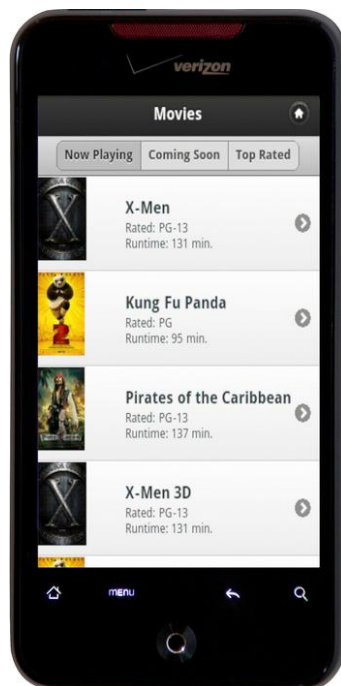 verizon
Movies
Now Playing Coming Soon Top Rated
X-Men
Rated: PG-13
Runtime: 131 min.
2
Kung Fu Panda
Rated: PG
Runtime: 95 min.
Pirates of the Caribbean
Rated: PG-13
Runtime: 137 min.
X-Men 3D
Rated: PG-13
Runtime: 131 min.
MENU